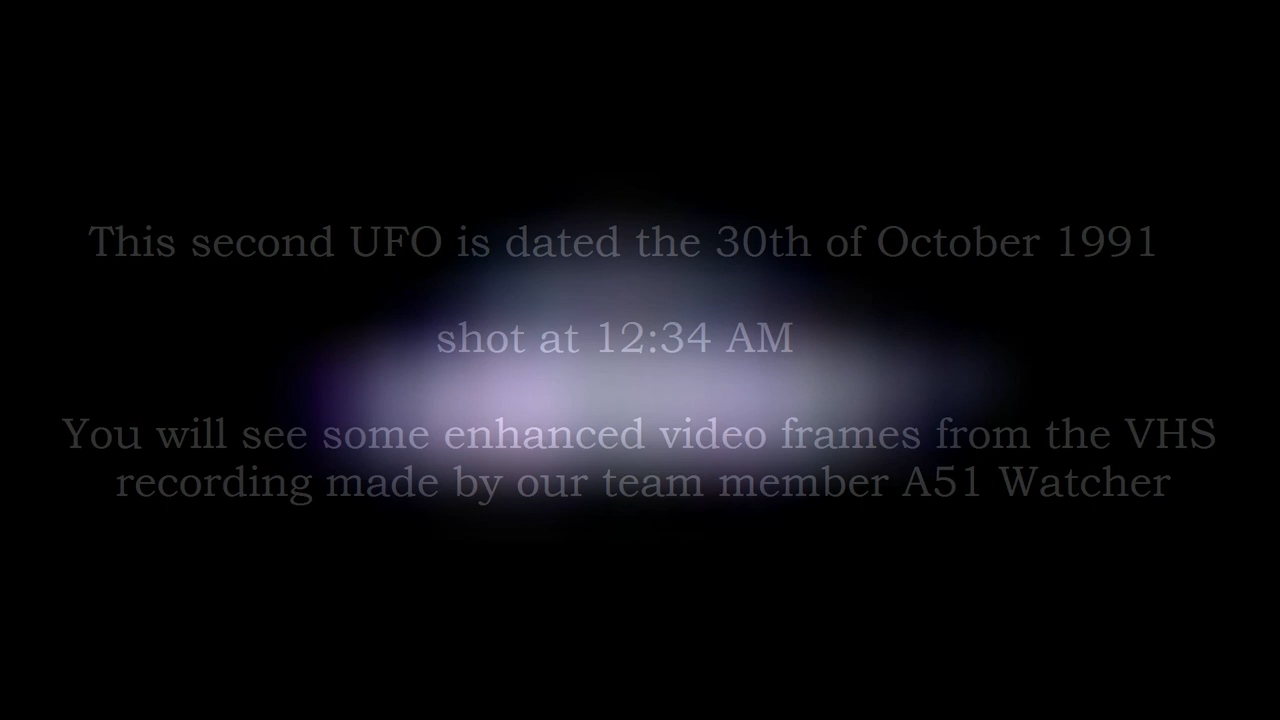 This second UFO is dated the 30th of October 1991
shot at 12:34 AM
You will see some enhanced video frames from the VHS
recording made by our team member A51 Watcher